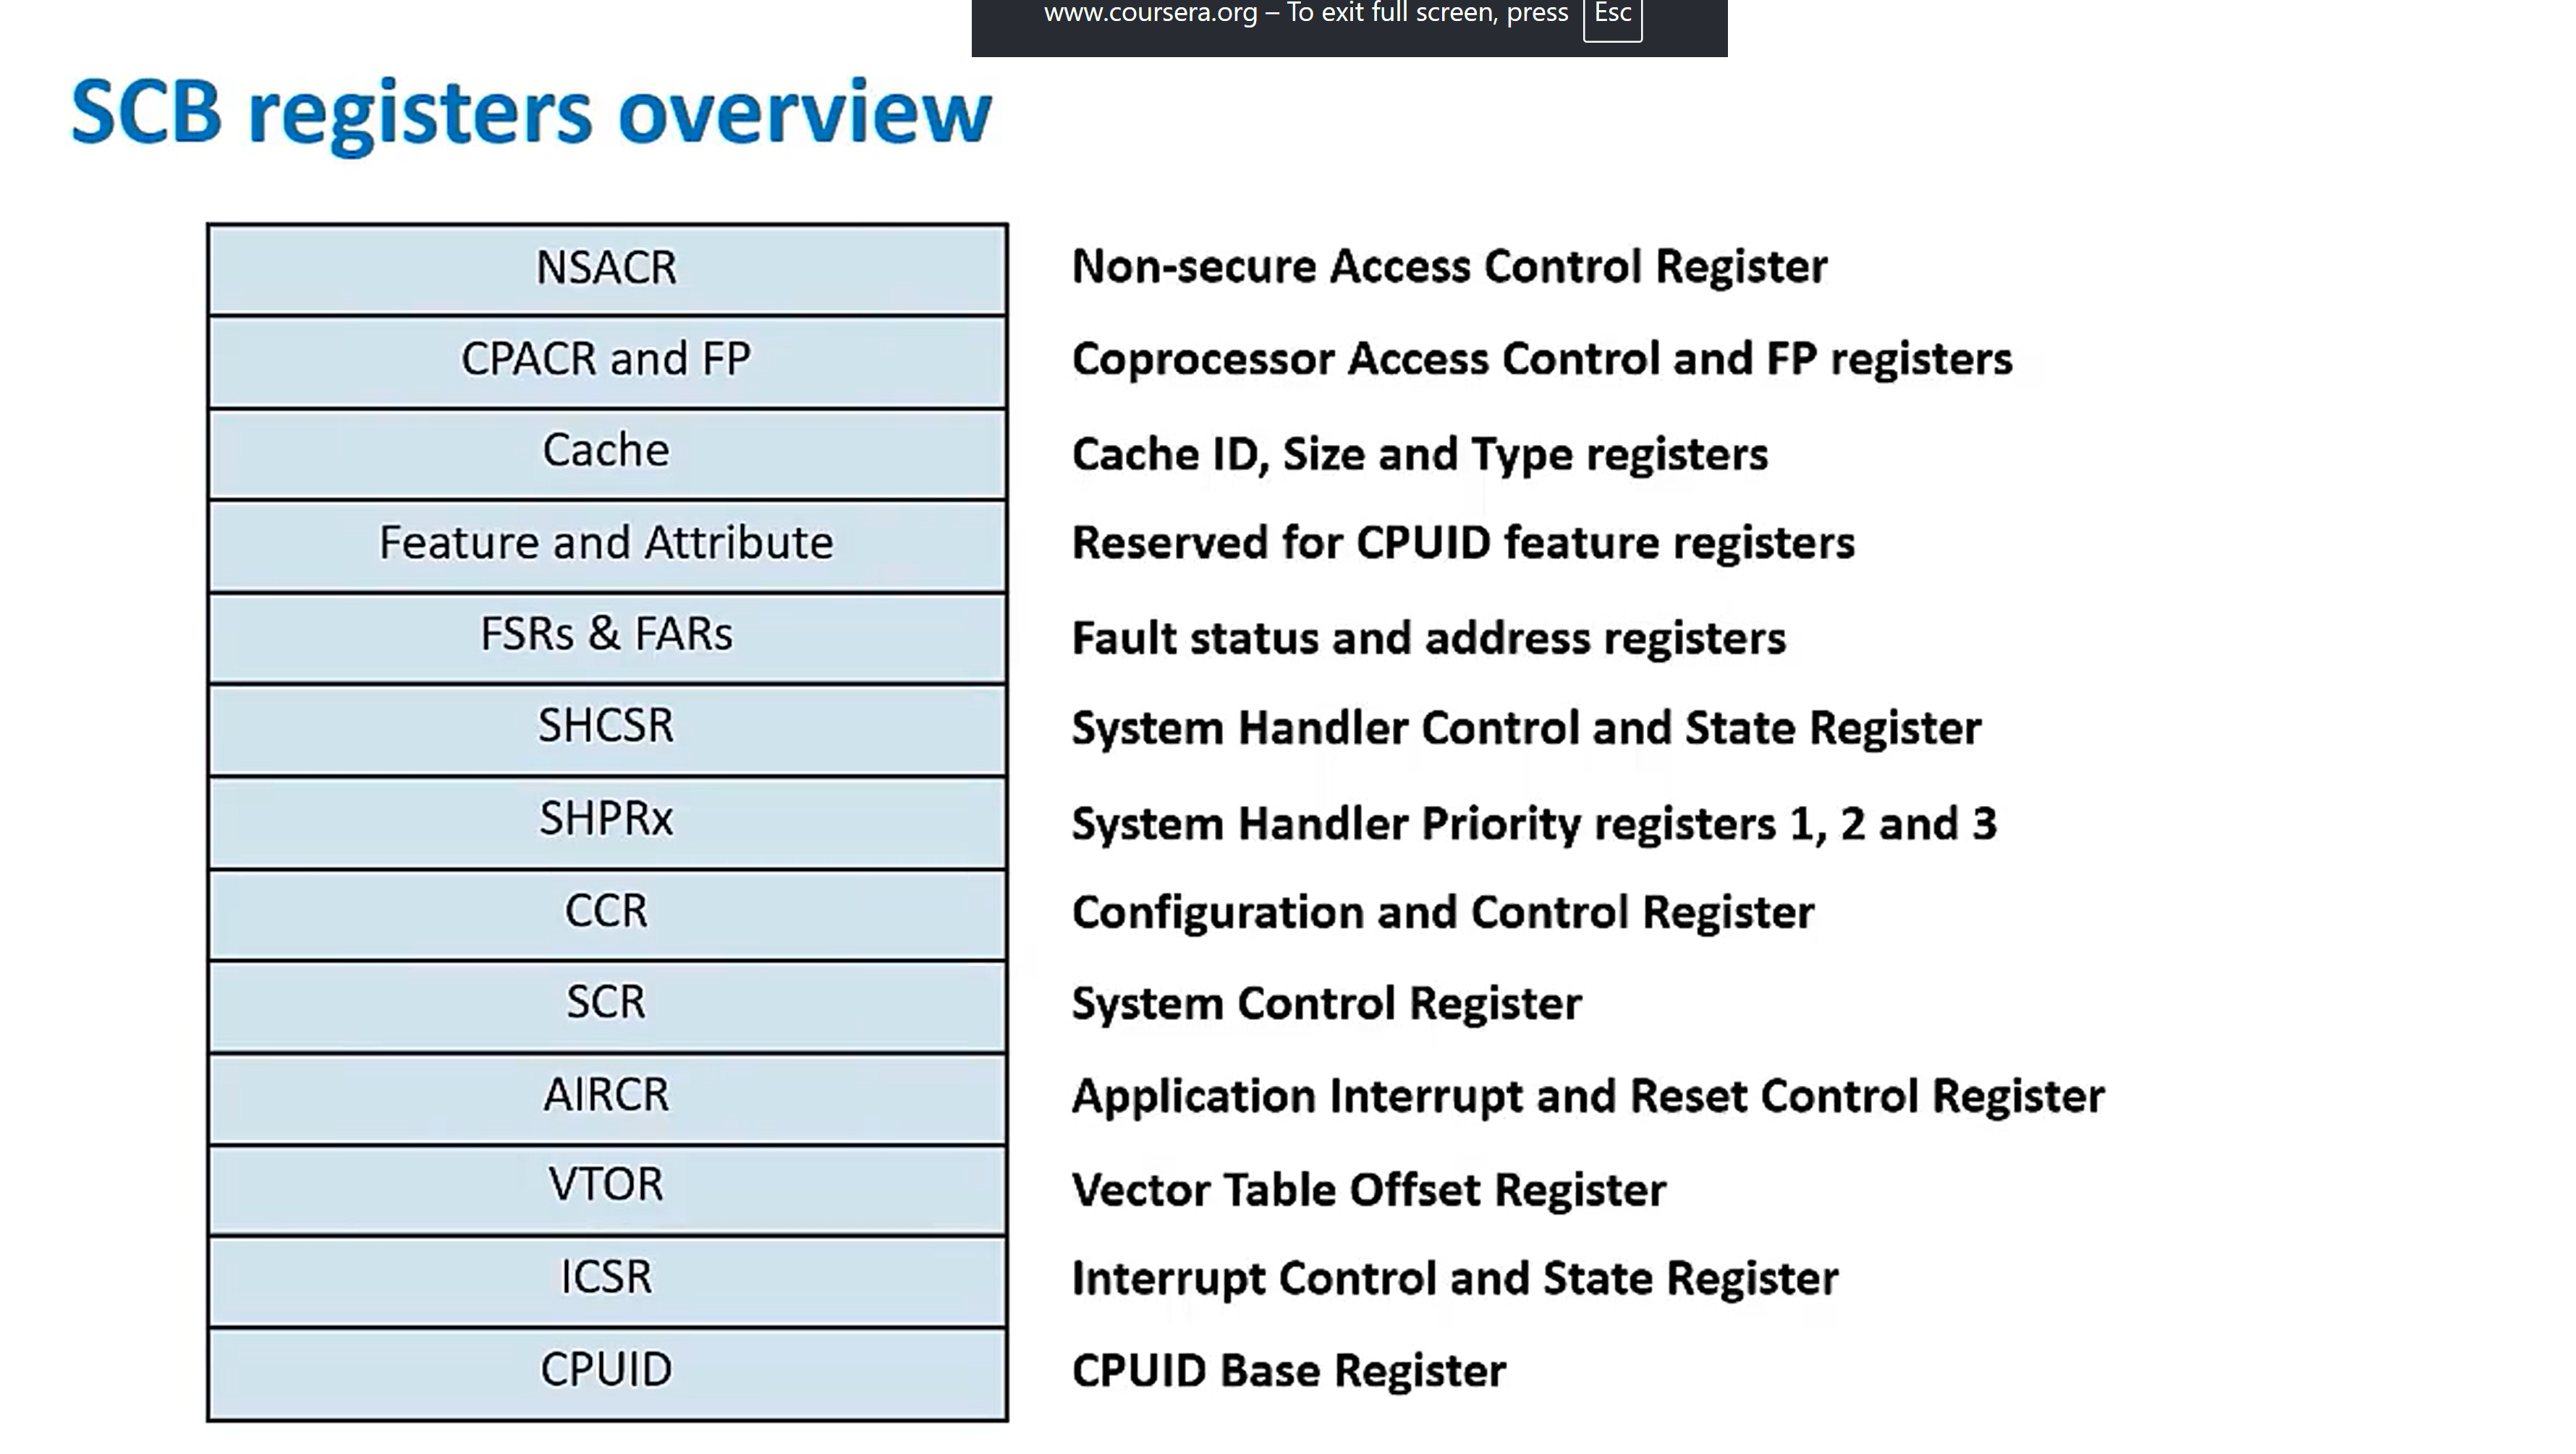 www.coursera.org – To exit full screen, press Esc
SCB registers overview
NSACR Non-secure Access Control Register
CPACR and FP Coprocessor Access Control and FP registers
Cache Cache ID, Size and Type registers
Feature and Attribute Reserved for CPUID feature registers
FSRs & FARs Fault status and address registers
SHCSR System Handler Control and State Register
SHPRx System Handler Priority registers 1, 2 and 3
CCR Configuration and Control Register
SCR System Control Register
AIRCR Application Interrupt and Reset Control Register
VTOR Vector Table Offset Register
ICSR Interrupt Control and State Register
CPUID CPUID Base Register